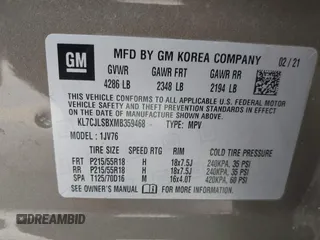 GM
MFD BY GM KOREA COMPANY 02/21
GVWR GAWR FRT GAWR RR
4286 LB 2348 LB 2194 LB
THIS VEHICLE CONFORMS TO ALL APPLICABLE U.S. FEDERAL MOTOR VEHICLE SAFETY, BUMPER, AND THEFT PREVENTION STANDARDS IN EFFECT ON THE DATE OF MANUFACTURE SHOWN ABOVE.
KL7CJLSBXMB359468 TYPE: MPV
MODEL: 1JV76
TIRE SIZE SPEED RTG RIM COLD TIRE PRESSURE
FRT P215/55R18 H 18x7.5J 240KPA, 35 PSI
RR P215/55R18 H 18x7.5J 240KPA, 35 PSI
SPA T125/70D16 M 16x4.0T 420KPA, 60 PSI
SEE OWNER'S MANUAL FOR ADDITIONAL INFORMATION.